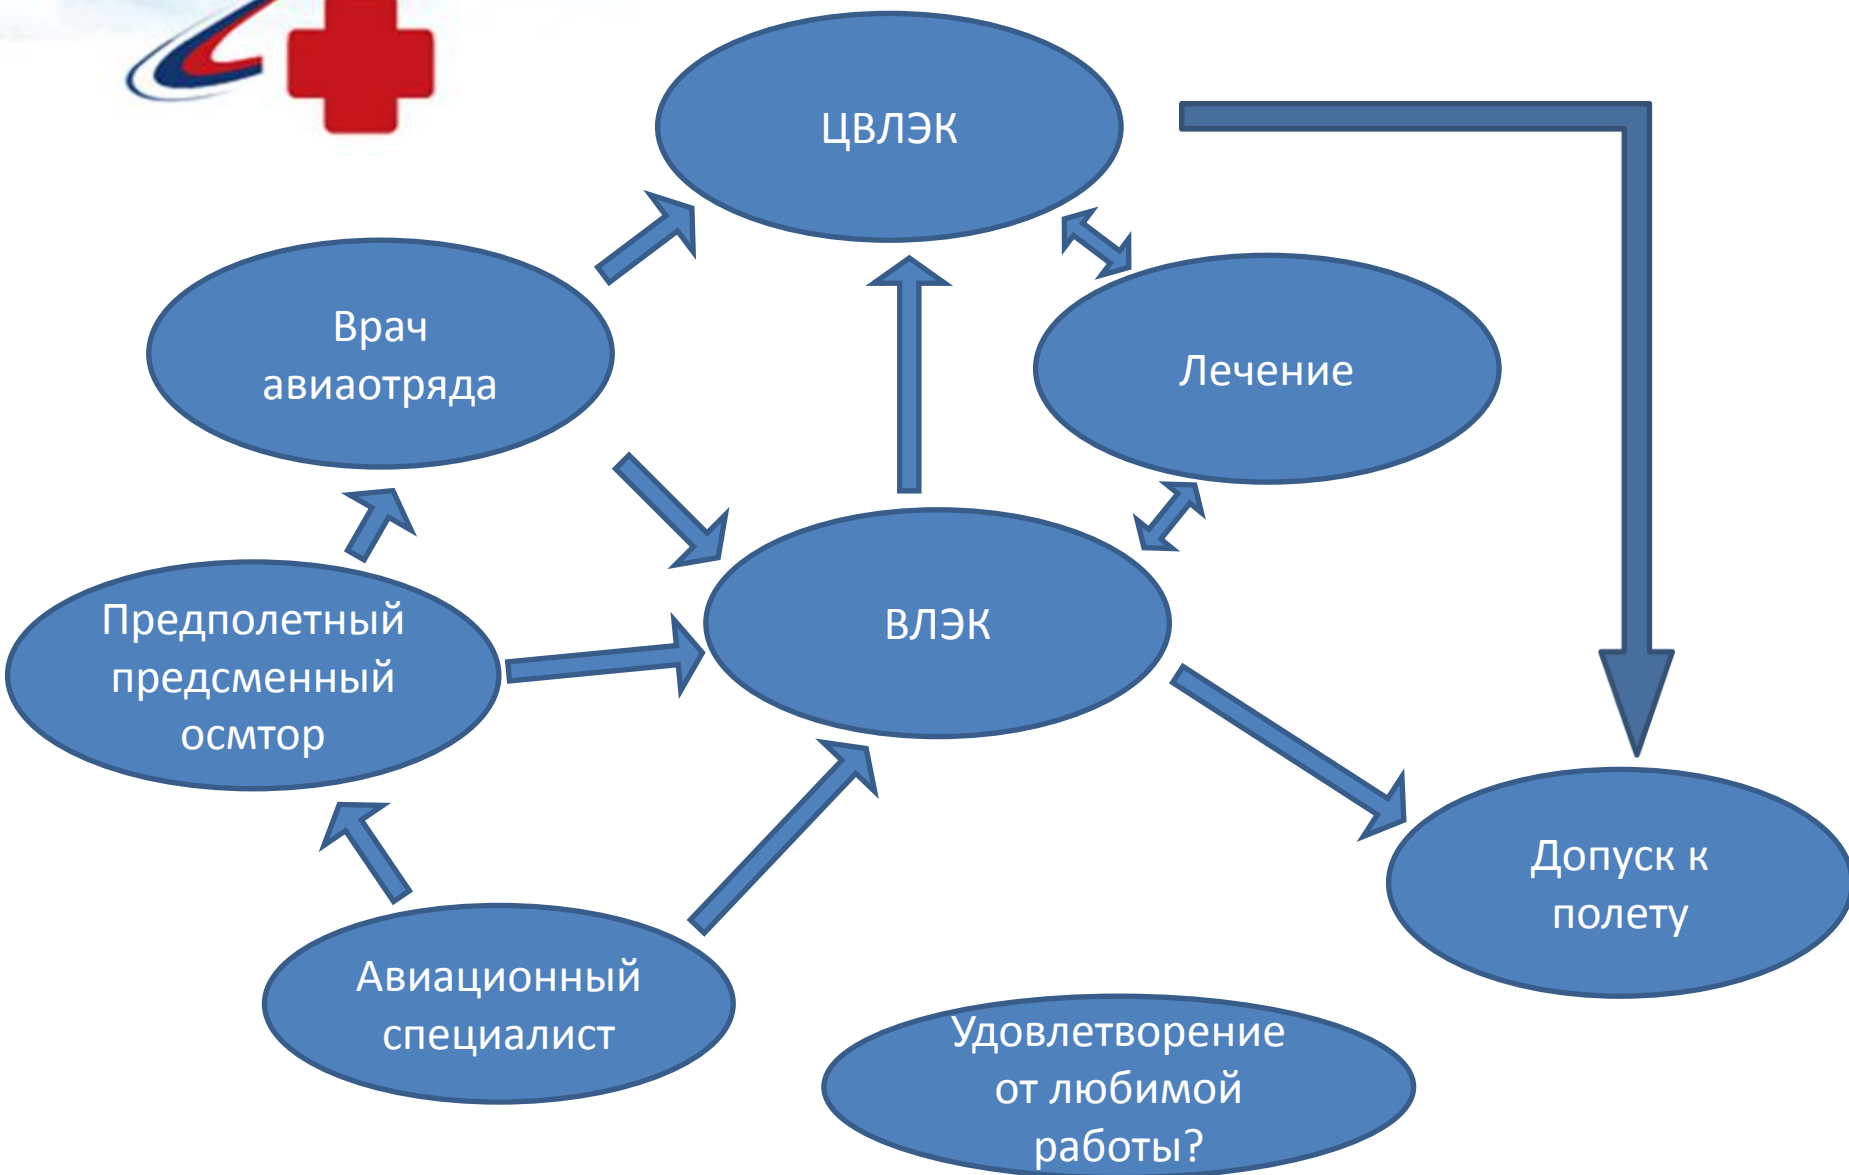 ЦВЛЭК
Врач
авиаотряда
Лечение
Предполетный
предсменный
осмтор
ВЛЭК
Допуск к
полету
Авиационный
специалист
Удовлетворение
от любимой
работы?